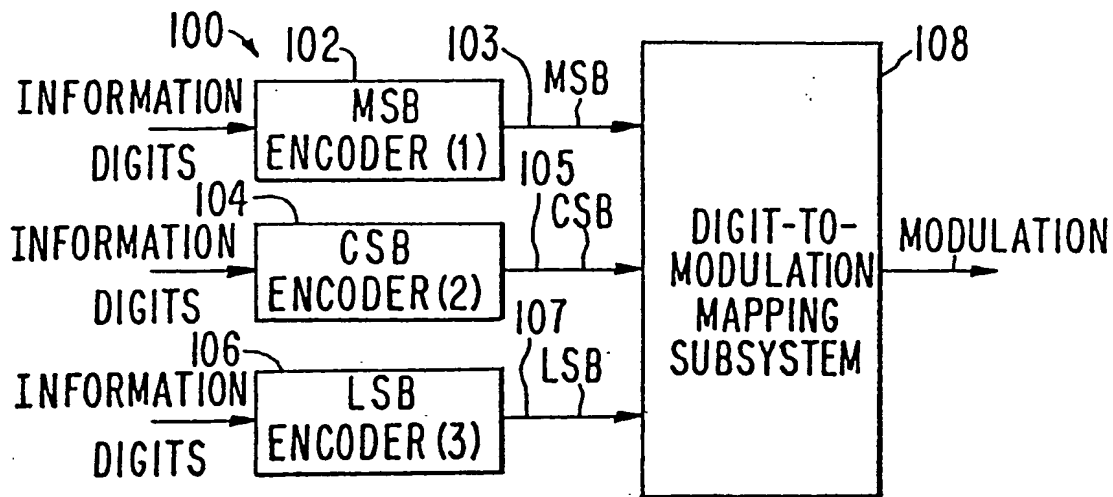 100
102
INFORMATION
DIGITS
MSB
ENCODER (1)
103
MSB
104
INFORMATION
DIGITS
CSB
ENCODER (2)
105
CSB
106
INFORMATION
DIGITS
LSB
ENCODER (3)
107
LSB
108
DIGIT-TO-
MODULATION
MAPPING
SUBSYSTEM
MODULATION